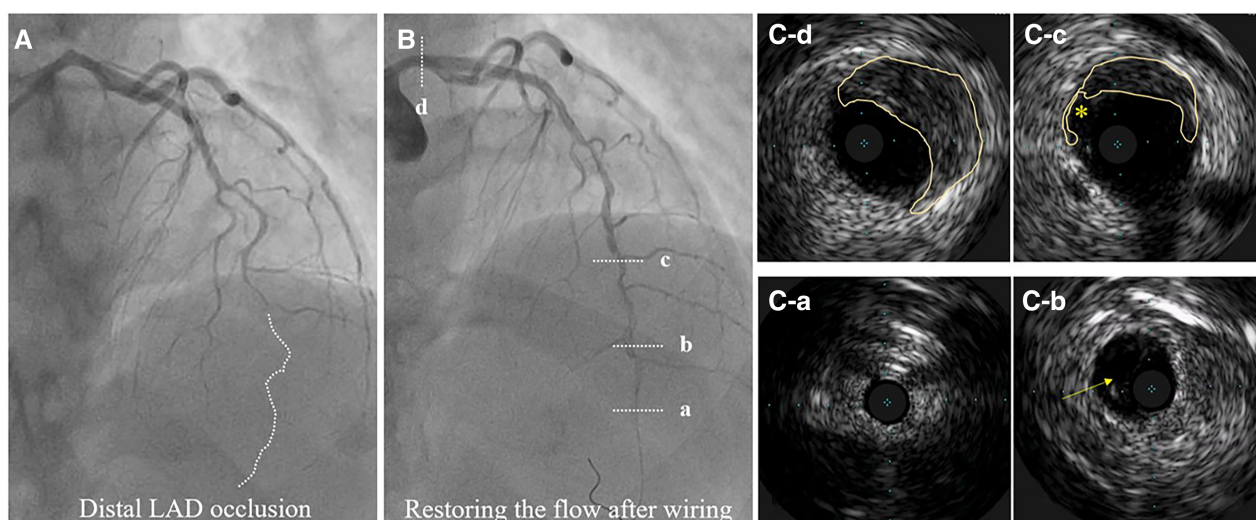 A
B
d
c
b
a
Distal LAD occlusion
Restoring the flow after wiring
C-d
C-c
*
C-a
C-b